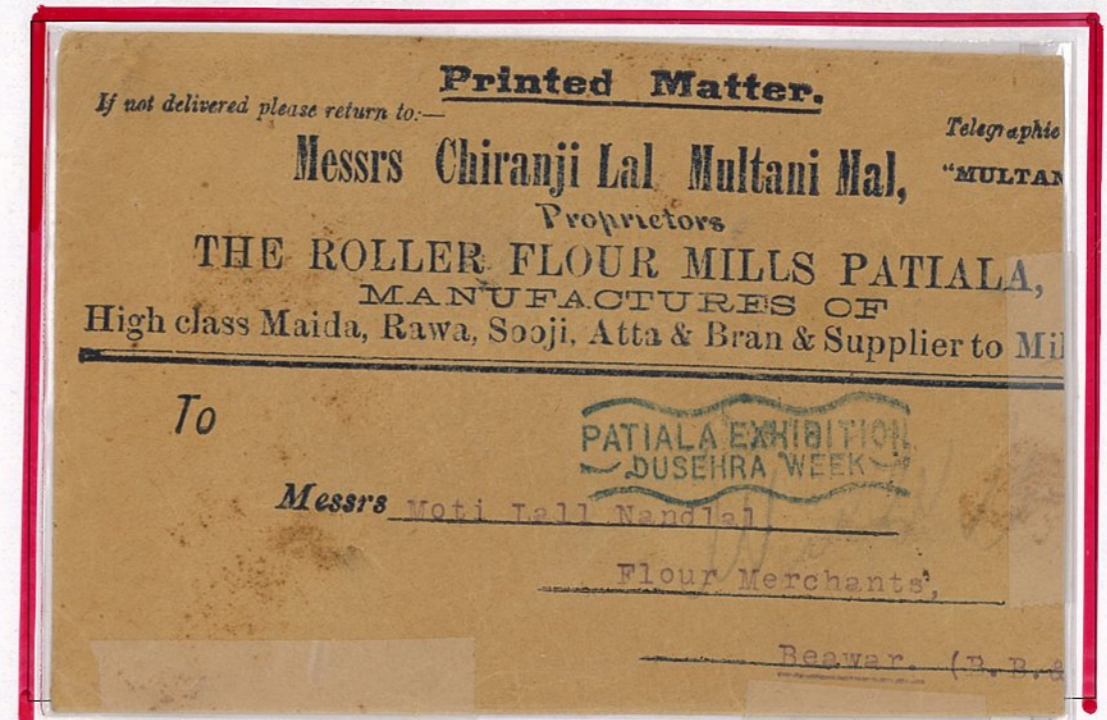 Printed Matter.
If not delivered please return to:—
Telegraphic
"MULTAN
Messrs Chiranji Lal Multani Mal,
Proprietors
THE ROLLER FLOUR MILLS PATIALA,
MANUFACTURES OF
High class Maida, Rawa, Sooji, Atta & Bran & Supplier to Mil
To
PATIALA EXHIBITION
DUSEHRA WEEK
Messrs Moti Lall Nandlal,
Flour Merchants,
Beawar. (B.B.&